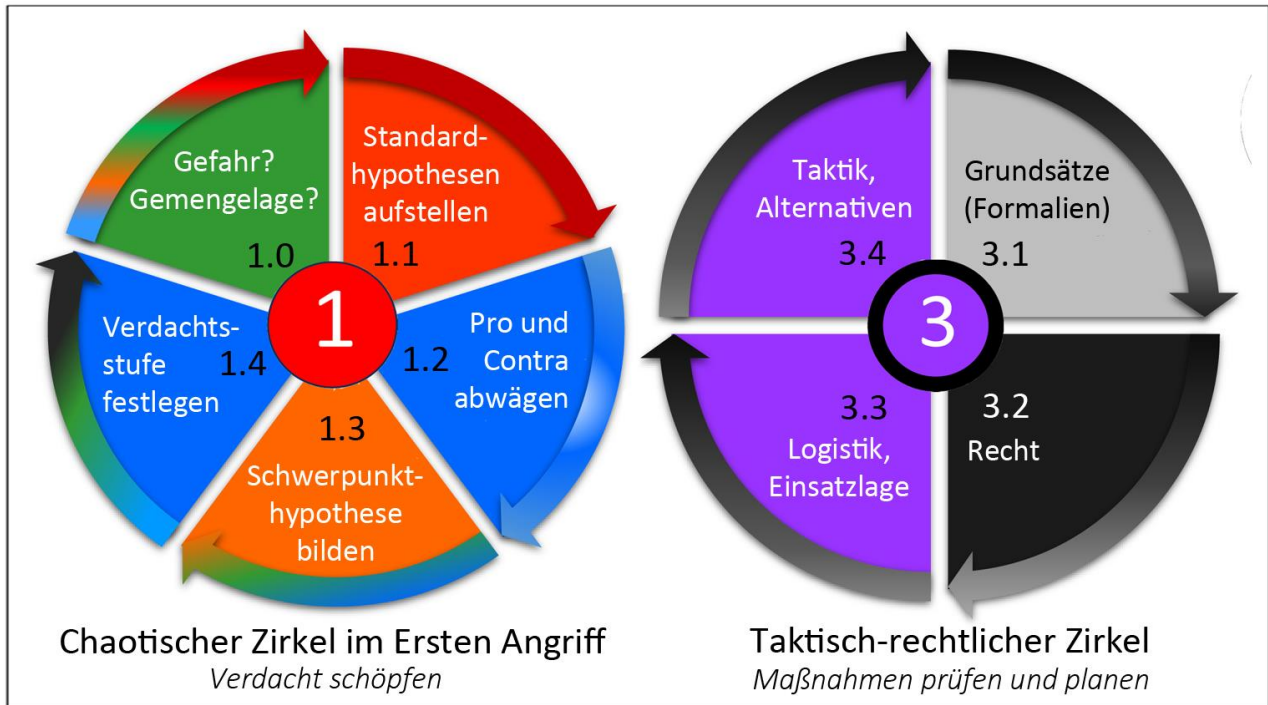 Gefahr?
Gemengelage?
1.0
Standard-
hypothesen
aufstellen
1.1
1
Verdachts-
stufe
festlegen
1.4
Pro und
Contra
abwägen
1.2
1.3
Schwerpunkt-
hypothese
bilden
Chaotischer Zirkel im Ersten Angriff
Verdacht schöpfen
Taktik,
Alternativen
3.4
Grundsätze
(Formalien)
3.1
3
3.3
Logistik,
Einsatzlage
3.2
Recht
Taktisch-rechtlicher Zirkel
Maßnahmen prüfen und planen